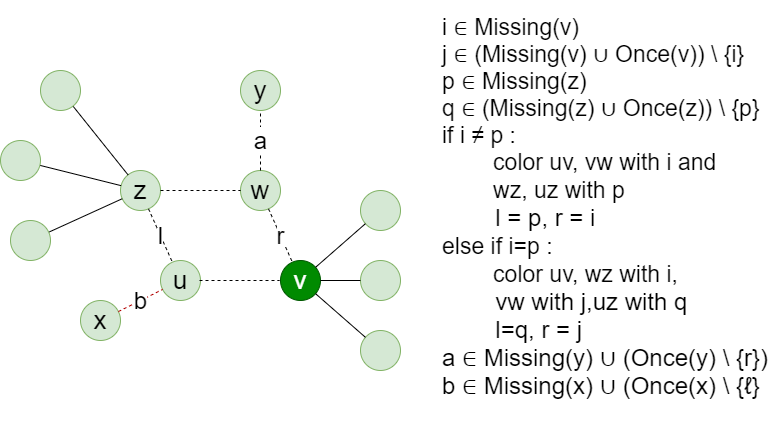 y
a
z
w
l
r
u
v
b
x
i ∈ Missing(v)
j ∈ (Missing(v) ∪ Once(v)) \ {i}
p ∈ Missing(z)
q ∈ (Missing(z) ∪ Once(z)) \ {p}
if i ≠ p :
color uv, vw with i and
wz, uz with p
l = p, r = i
else if i=p :
color uv, wz with i,
vw with j,uz with q
l=q, r = j
a ∈ Missing(y) ∪ (Once(y) \ {r})
b ∈ Missing(x) ∪ (Once(x) \ {ℓ}